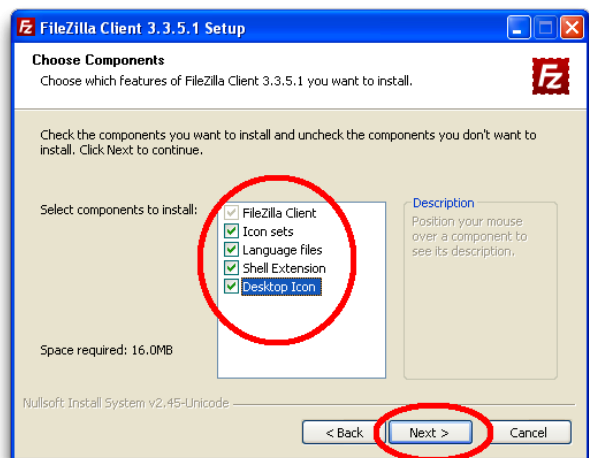 FileZilla Client 3.3.5.1 Setup
Choose Components
Choose which features of FileZilla Client 3.3.5.1 you want to install.
Fz
Check the components you want to install and uncheck the components you don't want to
install. Click Next to continue.
Select components to install:
FileZilla Client
Icon sets
Language files
Shell Extension
Desktop Icon
Description
Position your mouse
over a component to
see its description.
Space required: 16.0MB
Nullsoft Install System v2.45-Unicode
< Back
Next >
Cancel